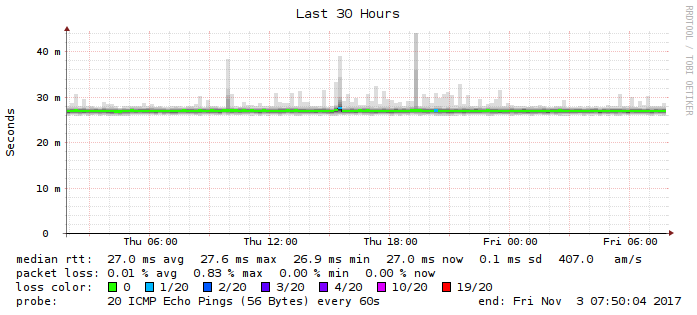 Last 30 Hours
RRDTOOL / TOBI OETIKER
Seconds
40 m
30 m
20 m
10 m
0
Thu 06:00 Thu 12:00 Thu 18:00 Fri 00:00 Fri 06:00
median rtt: 27.0 ms avg 27.6 ms max 26.9 ms min 27.0 ms now 0.1 ms sd 407.0 am/s
packet loss: 0.01 % avg 0.83 % max 0.00 % min 0.00 % now
loss color: 0 1/20 2/20 3/20 4/20 10/20 19/20
probe: 20 ICMP Echo Pings (56 Bytes) every 60s end: Fri Nov 3 07:50:04 2017